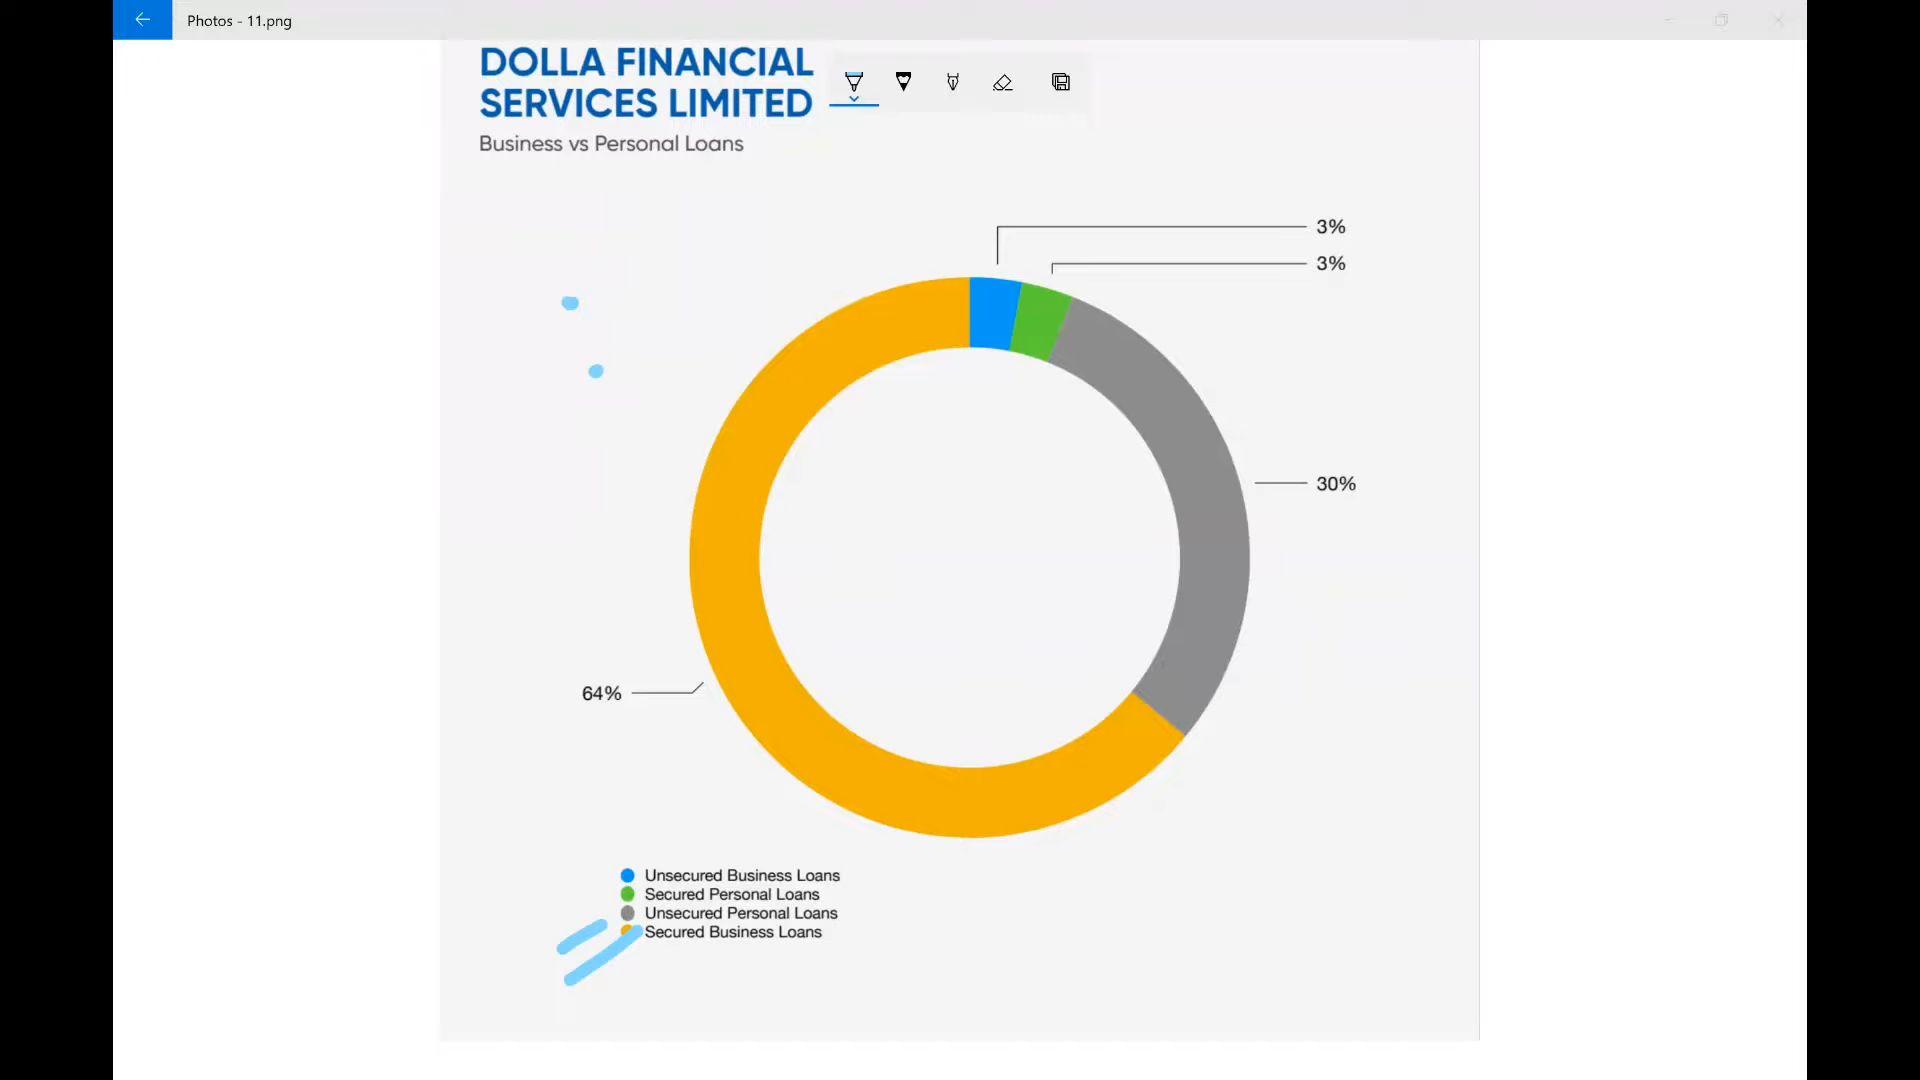 Photos - 11.png
DOLLA FINANCIAL
SERVICES LIMITED
Business vs Personal Loans
3%
3%
30%
64%
Unsecured Business Loans
Secured Personal Loans
Unsecured Personal Loans
Secured Business Loans